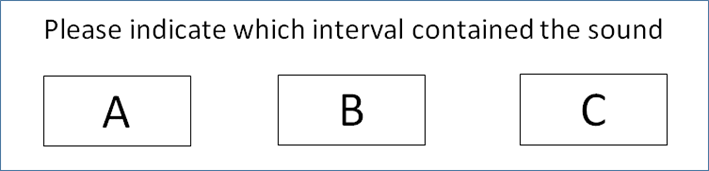 Please indicate which interval contained the sound
A B C